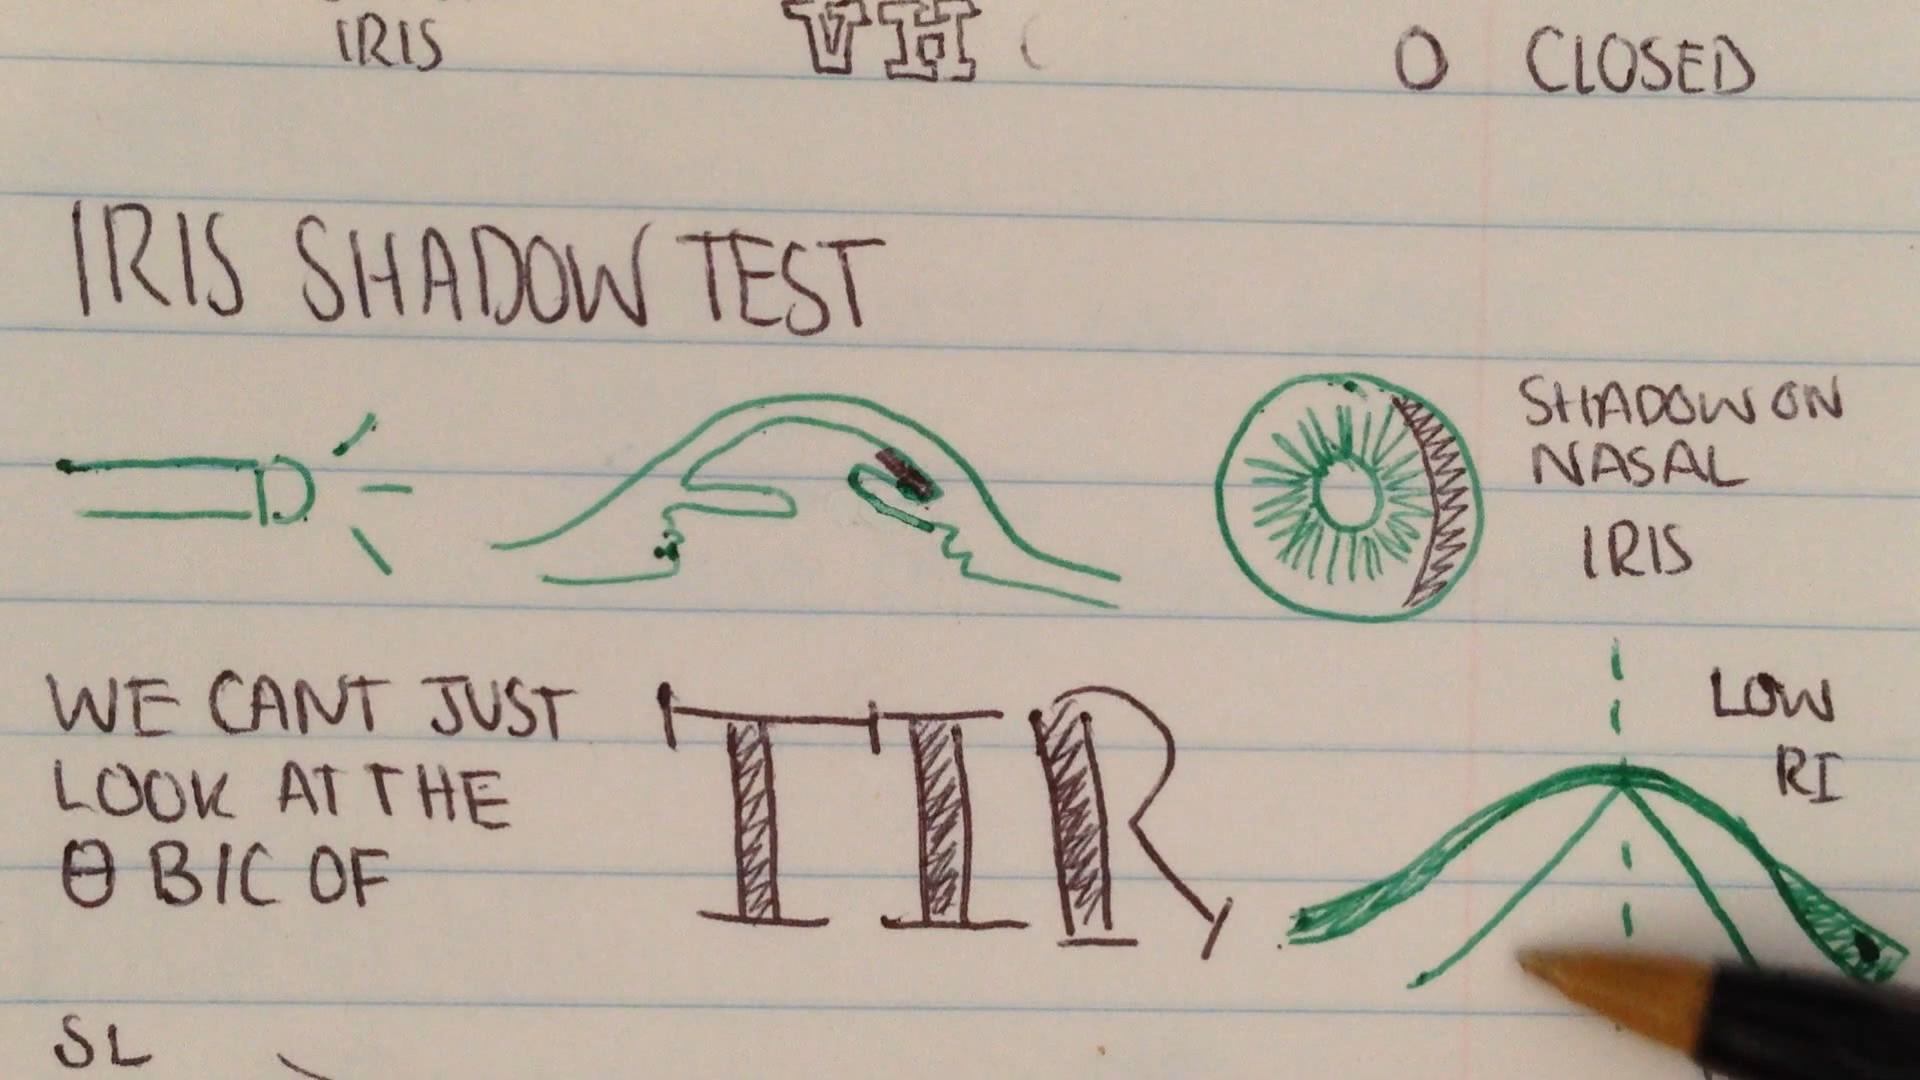 IRIS
VH
O CLOSED
IRIS SHADOW TEST
SHADOW ON
NASAL
IRIS
WE CANT JUST
LOOK AT THE
Θ BIC OF
TIR
LOW
RI
SL